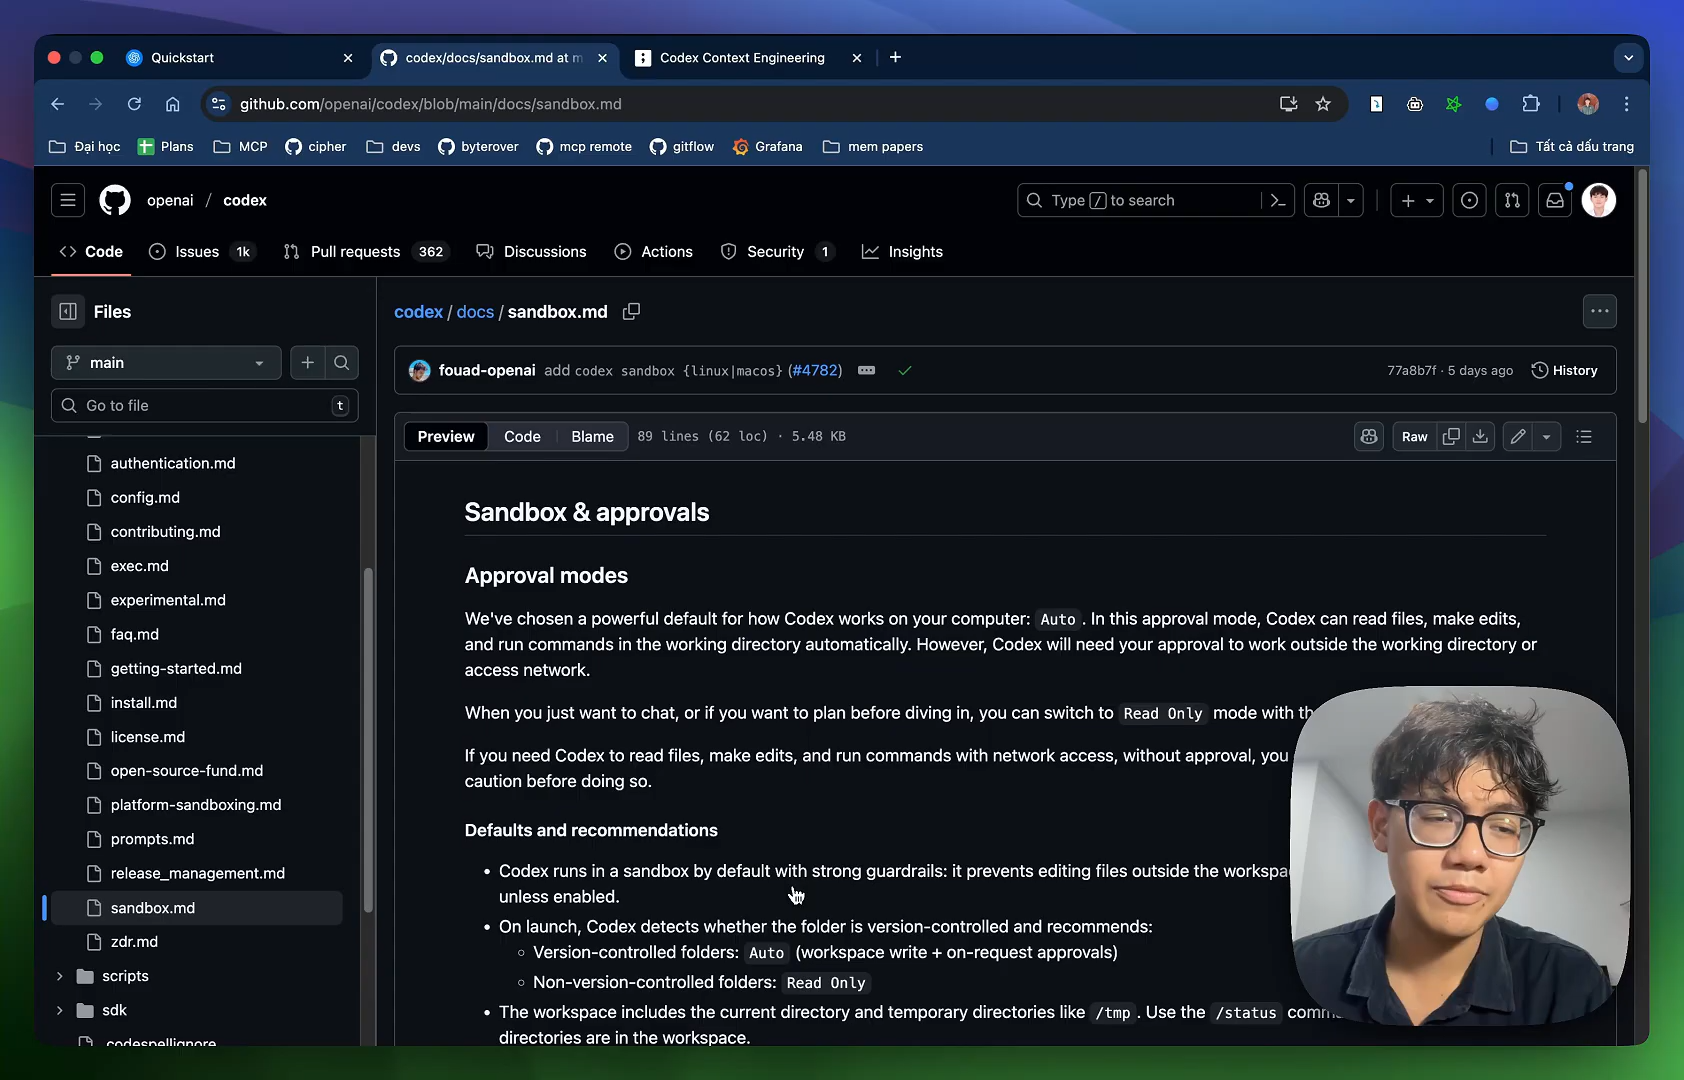 Quickstart
codex/docs/sandbox.md at m
Codex Context Engineering
github.com/openai/codex/blob/main/docs/sandbox.md
Đại học
Plans
MCP
cipher
devs
byterover
mcp remote
gitflow
Grafana
mem papers
Tất cả dấu trang
openai / codex
Type / to search
Code
Issues 1k
Pull requests 362
Discussions
Actions
Security 1
Insights
Files
main
Go to file
t
authentication.md
config.md
contributing.md
exec.md
experimental.md
faq.md
getting-started.md
install.md
license.md
open-source-fund.md
platform-sandboxing.md
prompts.md
release_management.md
sandbox.md
zdr.md
scripts
sdk
.codespellignore
codex / docs / sandbox.md
fouad-openai add codex sandbox {linux|macos} (#4782)
77a8b7f · 5 days ago
History
Preview
Code
Blame
89 lines (62 loc) · 5.48 KB
Raw
Sandbox & approvals
Approval modes
We've chosen a powerful default for how Codex works on your computer: Auto. In this approval mode, Codex can read files, make edits,
and run commands in the working directory automatically. However, Codex will need your approval to work outside the working directory or
access network.
When you just want to chat, or if you want to plan before diving in, you can switch to Read Only mode with
If you need Codex to read files, make edits, and run commands with network access, without approval, you
caution before doing so.
Defaults and recommendations
• Codex runs in a sandbox by default with strong guardrails: it prevents editing files outside the
unless enabled.
• On launch, Codex detects whether the folder is version-controlled and recommends:
○ Version-controlled folders: Auto (workspace write + on-request approvals)
○ Non-version-controlled folders: Read Only
• The workspace includes the current directory and temporary directories like /tmp. Use the /status
directories are in the workspace.